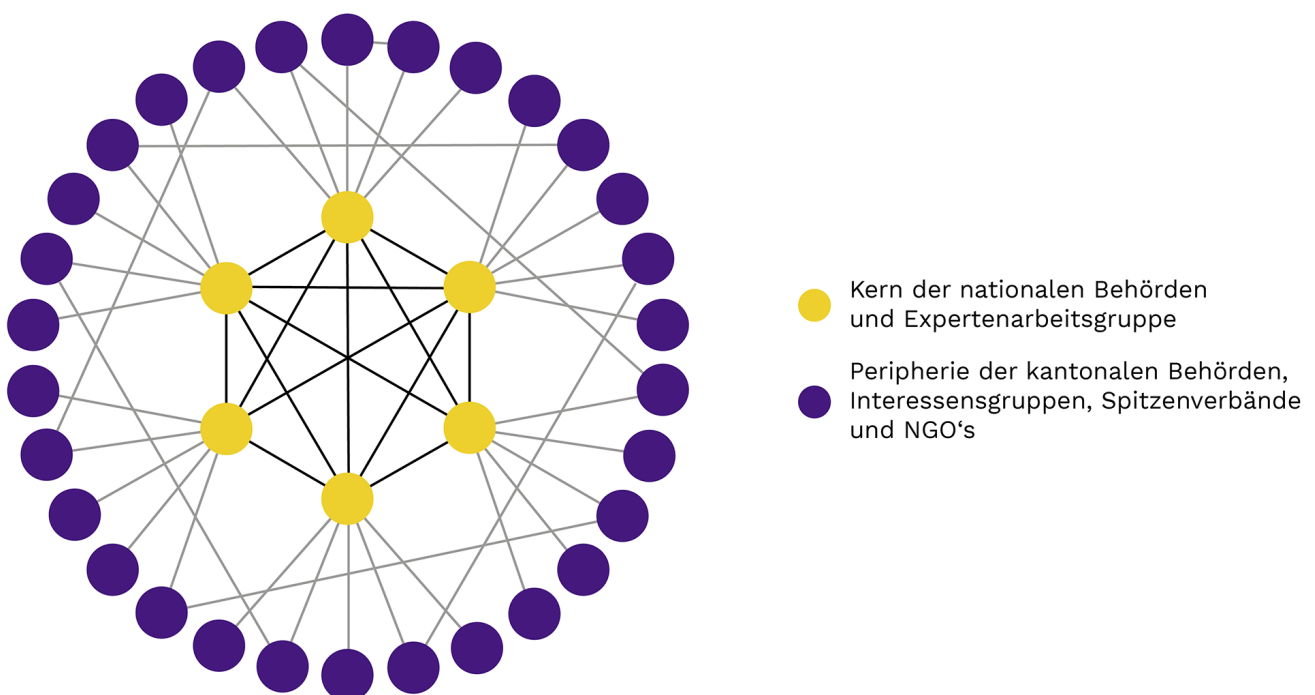 Kern der nationalen Behörden
und Expertenarbeitsgruppe
Peripherie der kantonalen Behörden,
Interessensgruppen, Spitzenverbände
und NGO‘s